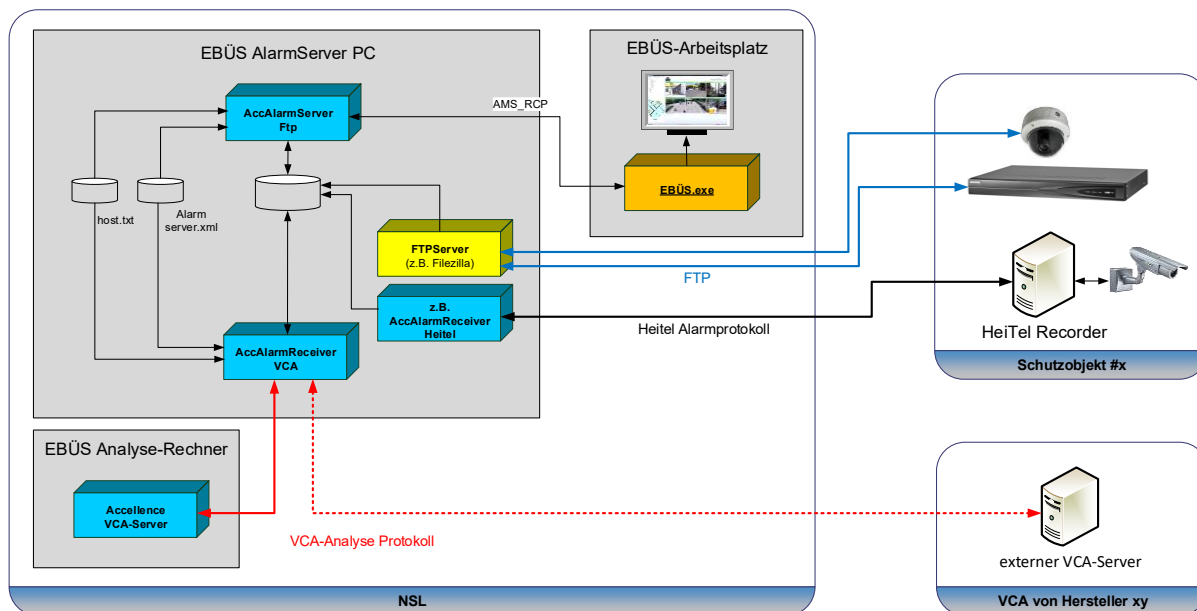 EBÜS AlarmServer PC
AccAlarmServer
Ftp
host.txt
Alarm
server.xml
FTPServer
(z.B. Filezilla)
z.B.
AccAlarmReceiver
Heitel
AccAlarmReceiver
VCA
AMS_RCP
EBÜS-Arbeitsplatz
EBÜS.exe
FTP
Heitel Alarmprotokoll
HeiTel Recorder
Schutzobjekt #x
EBÜS Analyse-Rechner
Accellence
VCA-Server
VCA-Analyse Protokoll
NSL
externer VCA-Server
VCA von Hersteller xy